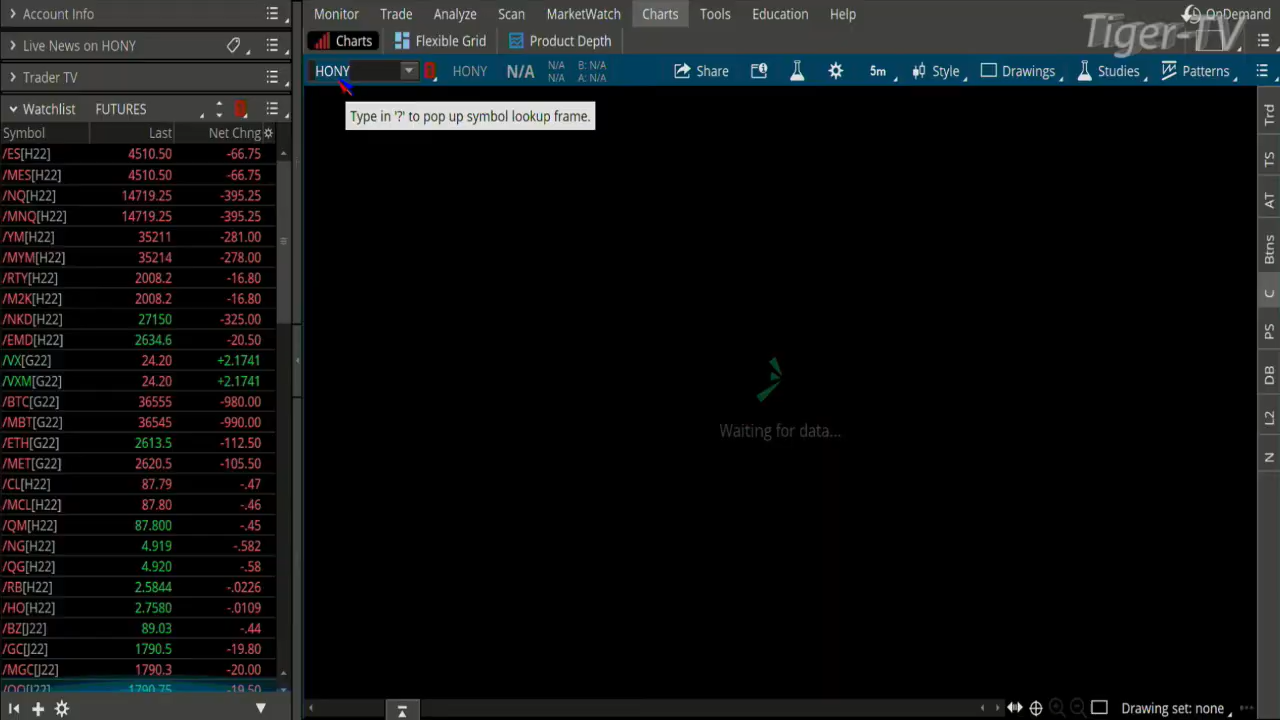 Account Info
Live News on HONY
Trader TV
Watchlist FUTURES
Symbol Last Net Chng
/ES[H22] 4510.50 -66.75
/MES[H22] 4510.50 -66.75
/NQ[H22] 14719.25 -395.25
/MNQ[H22] 14719.25 -395.25
/YM[H22] 35211 -281.00
/MYM[H22] 35214 -278.00
/RTY[H22] 2008.2 -16.80
/M2K[H22] 2008.2 -16.80
/NKD[H22] 27150 -325.00
/EMD[H22] 2634.6 -20.50
/VX[G22] 24.20 +2.1741
/VXM[G22] 24.20 +2.1741
/BTC[G22] 36555 -980.00
/MBT[G22] 36545 -990.00
/ETH[G22] 2613.5 -112.50
/MET[G22] 2620.5 -105.50
/CL[H22] 87.79 -.47
/MCL[H22] 87.80 -.46
/QM[H22] 87.800 -.45
/NG[H22] 4.919 -.582
/QG[H22] 4.920 -.58
/RB[H22] 2.5844 -.0226
/HO[H22] 2.7580 -.0109
/BZ[J22] 89.03 -.44
/GC[J22] 1790.5 -19.80
/MGC[J22] 1790.3 -20.00
/QO[J22] 1790.75 -19.50
Monitor Trade Analyze Scan MarketWatch Charts Tools Education Help
OnDemand
Tiger-TV
Charts Flexible Grid Product Depth
HONY HONY N/A N/A B: N/A
N/A A: N/A
Share 5m Style Drawings Studies Patterns
Type in '?' to pop up symbol lookup frame.
Waiting for data...
Trd
TS
AT
Btns
C
PS
DB
L2
N
Drawing set: none